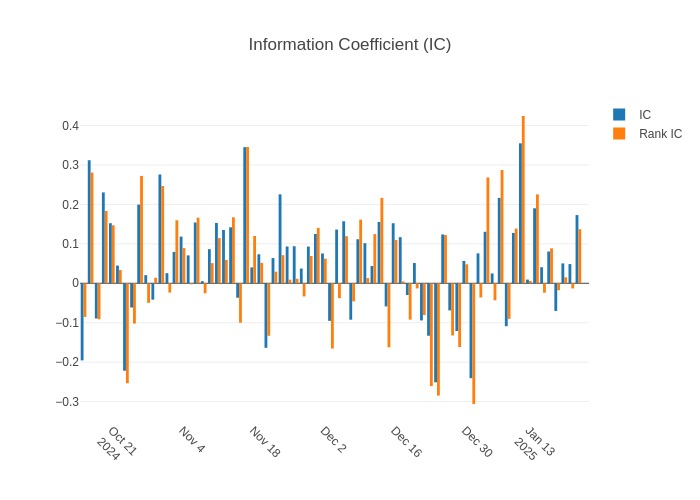 Information Coefficient (IC)
IC
Rank IC
0.4
0.3
0.2
0.1
0
−0.1
−0.2
−0.3
Oct 21
2024
Nov 4
Nov 18
Dec 2
Dec 16
Dec 30
Jan 13
2025